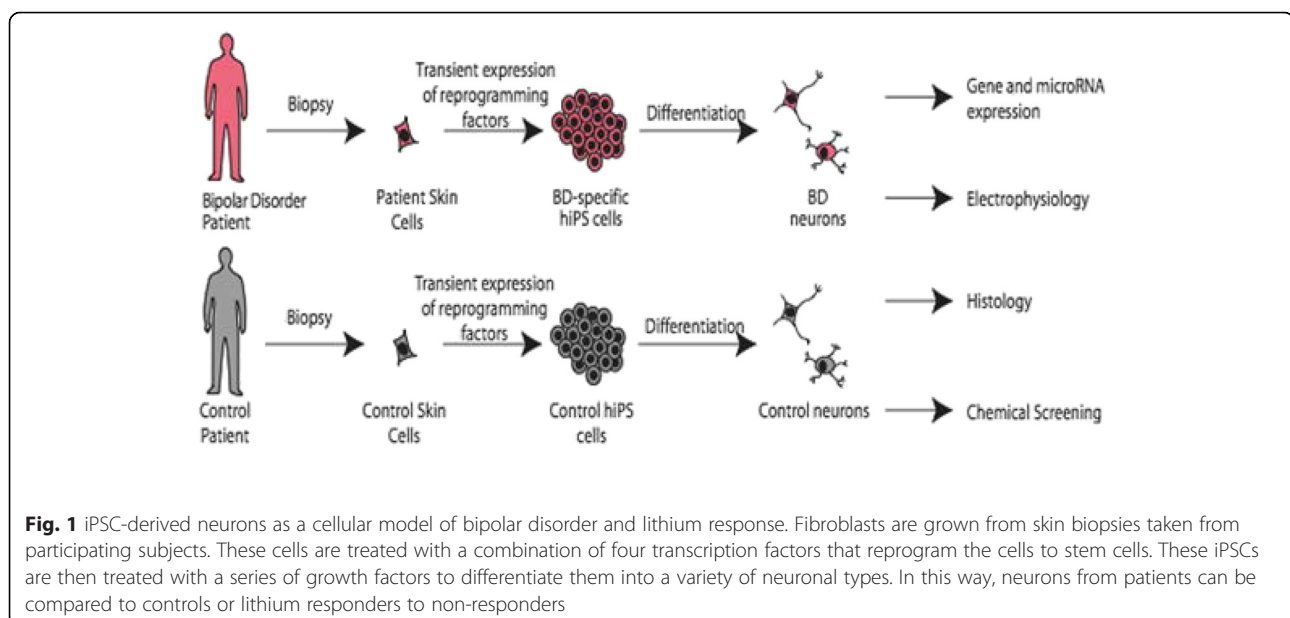 Biopsy
Transient expression
of reprogramming
factors
Differentiation
Gene and microRNA
expression
Bipolar Disorder
Patient
Patient Skin
Cells
BD-specific
hiPS cells
BD
neurons
Electrophysiology
Biopsy
Transient expression
of reprogramming
factors
Differentiation
Histology
Control
Patient
Control Skin
Cells
Control hiPS
cells
Control neurons
Chemical Screening
Fig. 1 iPSC-derived neurons as a cellular model of bipolar disorder and lithium response. Fibroblasts are grown from skin biopsies taken from
participating subjects. These cells are treated with a combination of four transcription factors that reprogram the cells to stem cells. These iPSCs
are then treated with a series of growth factors to differentiate them into a variety of neuronal types. In this way, neurons from patients can be
compared to controls or lithium responders to non-responders